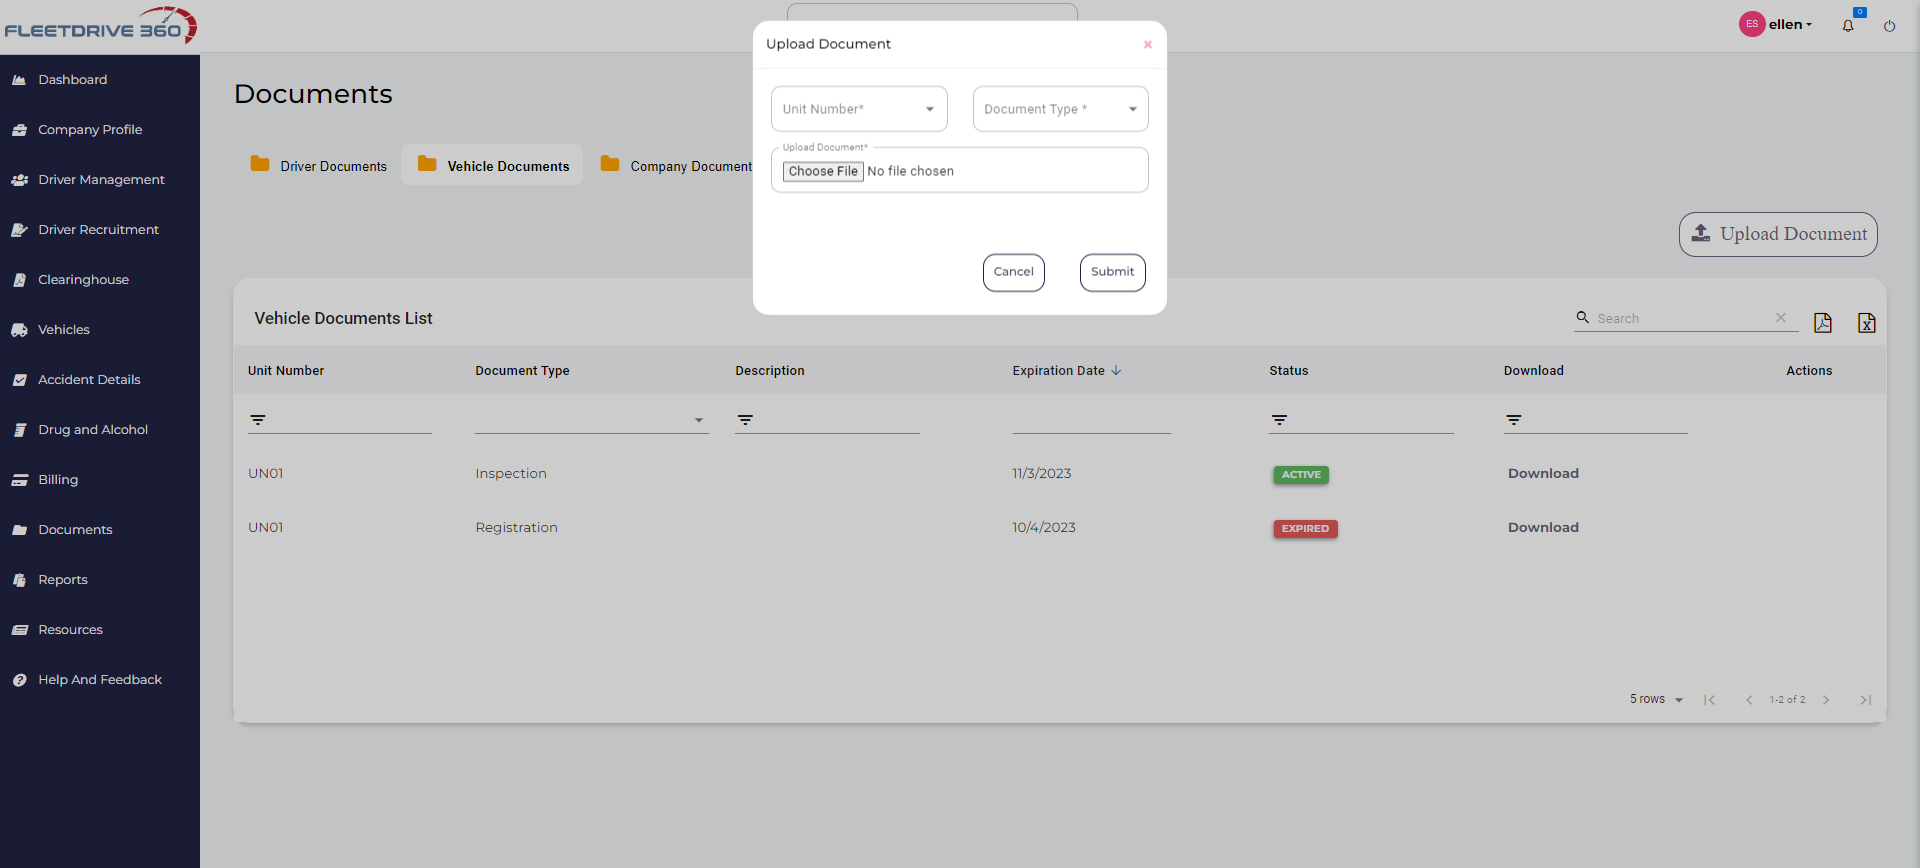 FLEETDRIVE 360
ES ellen
0
Dashboard
Company Profile
Driver Management
Driver Recruitment
Clearinghouse
Vehicles
Accident Details
Drug and Alcohol
Billing
Documents
Reports
Resources
Help And Feedback
Documents
Driver Documents
Vehicle Documents
Company Document
Upload Document
Upload Document
×
Unit Number*
Document Type *
Upload Document*
Choose File No file chosen
Cancel
Submit
Vehicle Documents List
Search
Unit Number Document Type Description Expiration Date Status Download Actions
UN01 Inspection 11/3/2023 ACTIVE Download
UN01 Registration 10/4/2023 EXPIRED Download
5 rows 1-2 of 2